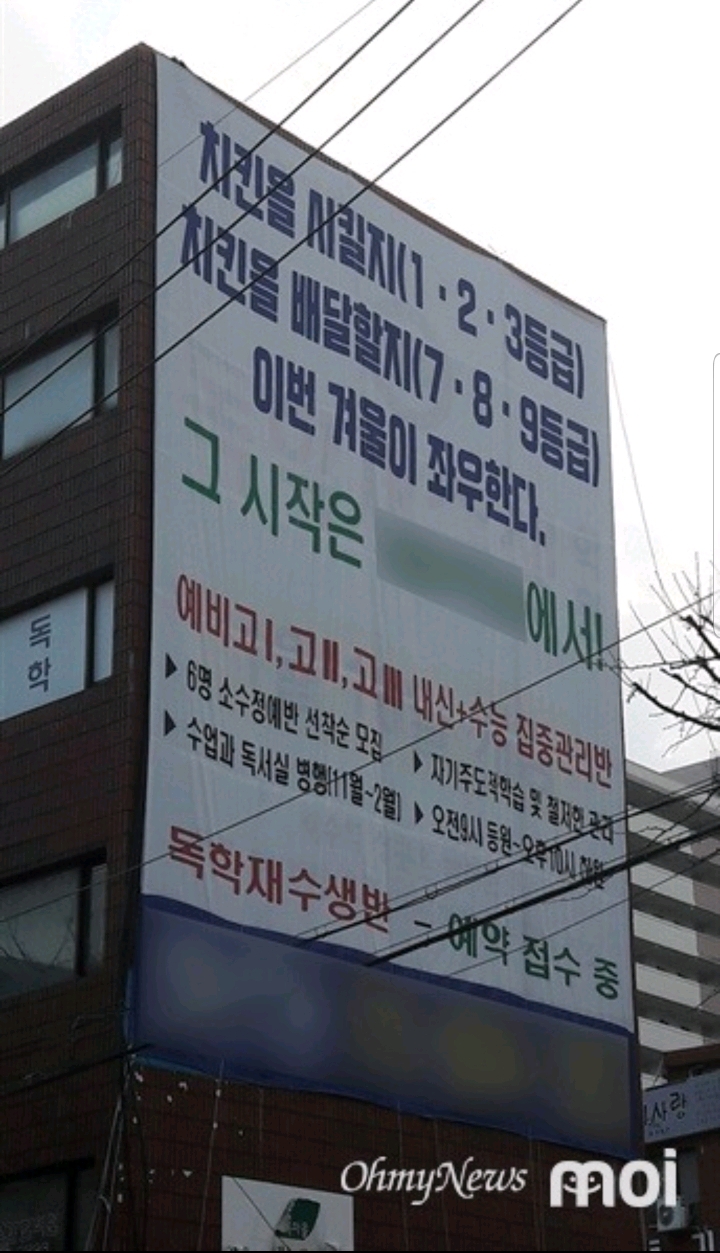 치킨을 시킬지(1·2·3등급)
치킨을 배달할지(7·8·9등급)
이번 겨울이 좌우한다.
그 시작은
에서!
예비고Ⅰ,고Ⅱ,고Ⅲ 내신+수능 집중관리반
▶ 6명 소수정예반 선착순 모집
▶ 자기주도적학습 및 철저한 관리
▶ 수업과 독서실 병행(11월~2월)
▶ 오전9시 등원~오후10시 하원
독학재수생반 - 예약 접수 중
독학
사랑
OhmyNews moi